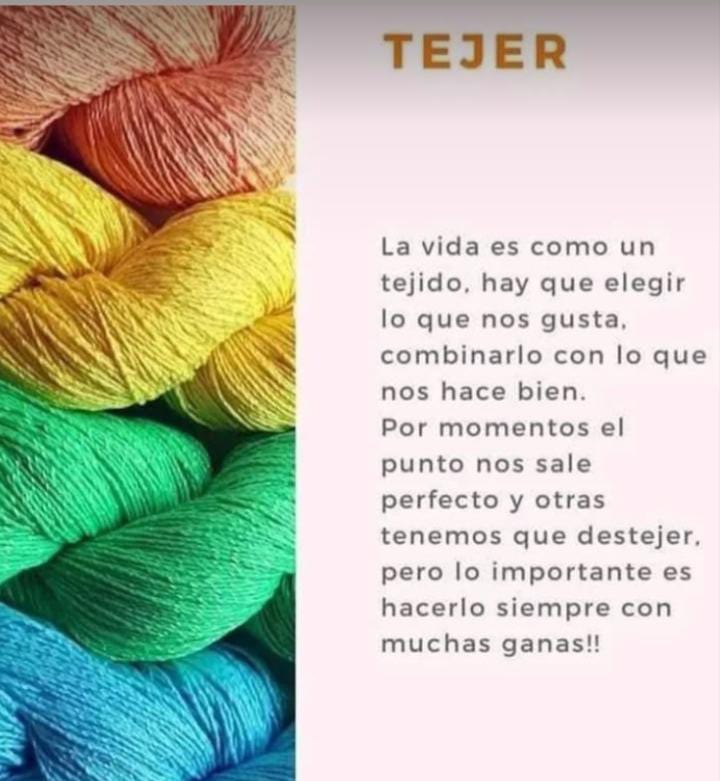 TEJER
La vida es como un
tejido, hay que elegir
lo que nos gusta,
combinarlo con lo que
nos hace bien.
Por momentos el
punto nos sale
perfecto y otras
tenemos que destejer,
pero lo importante es
hacerlo siempre con
muchas ganas!!